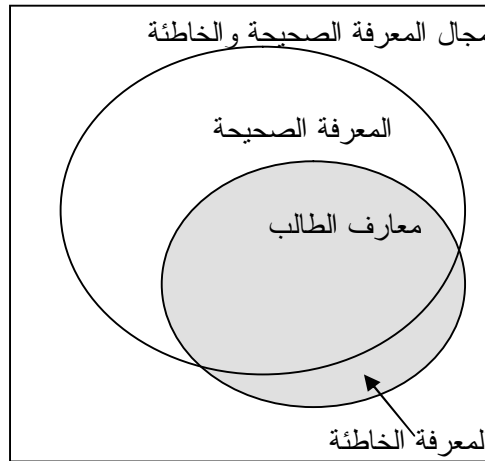 مجال المعرفة الصحيحة والخاطئة
المعرفة الصحيحة
معارف الطالب
لمعرفة الخاطئة